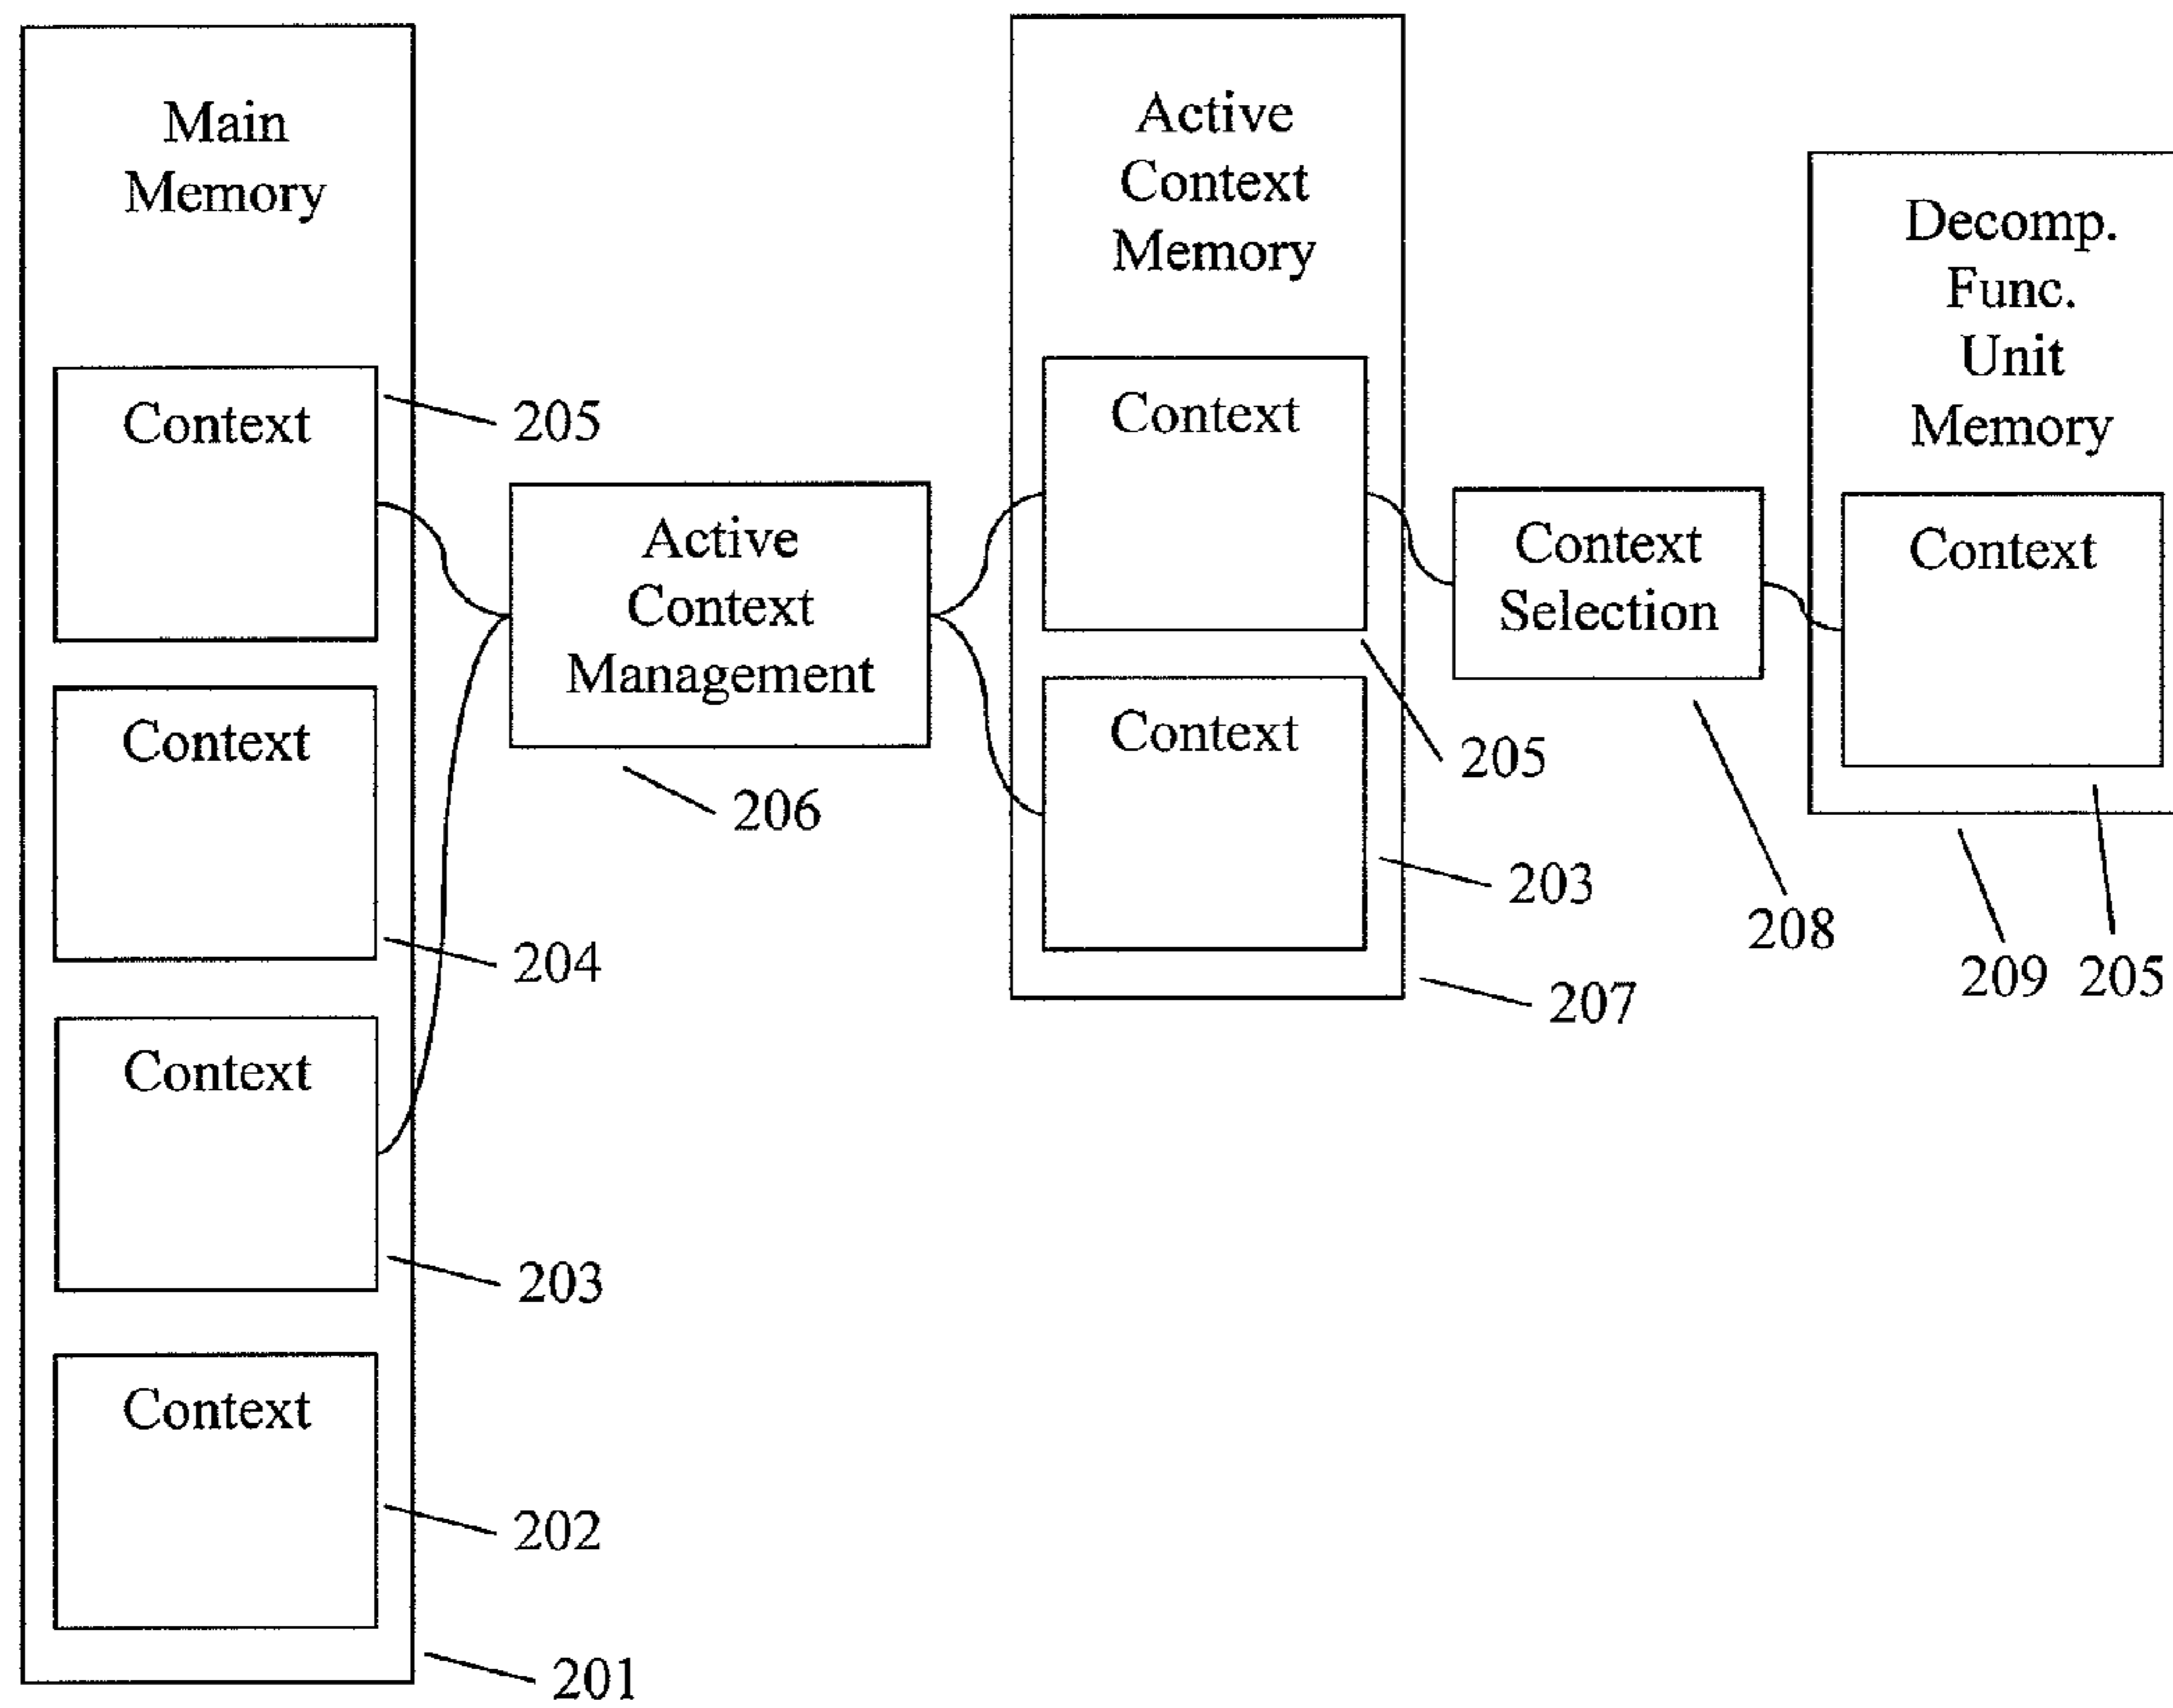 Main
Memory
Context
205
Context
204
Context
203
Context
202
201
Active
Context
Management
206
Active
Context
Memory
Context
205
Context
203
207
Context
Selection
208
Decomp.
Func.
Unit
Memory
Context
209
205